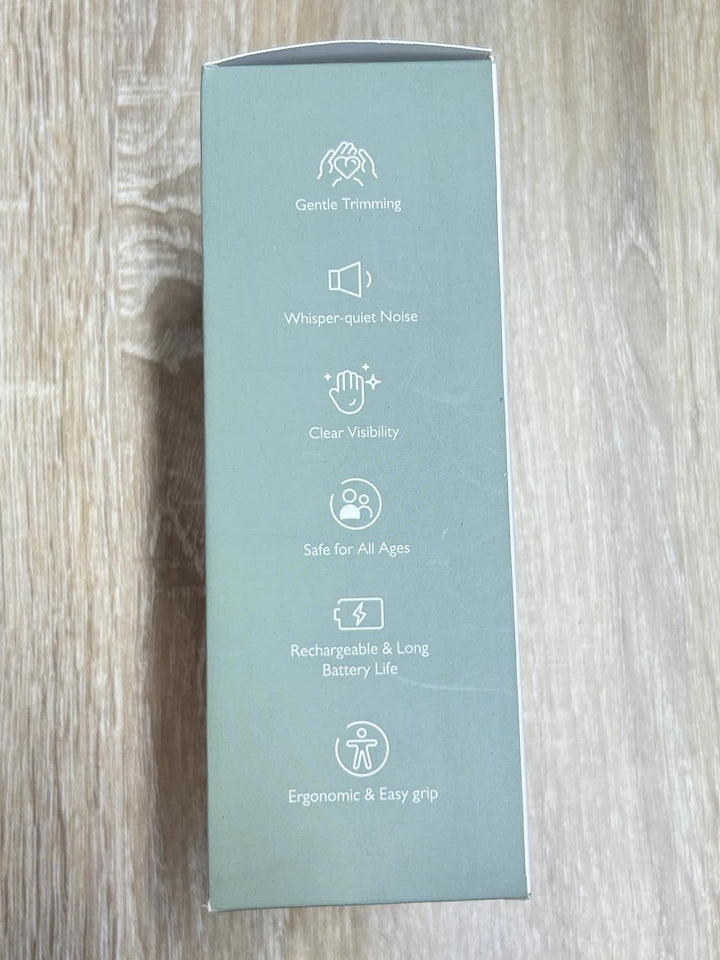 Gentle Trimming
Whisper-quiet Noise
Clear Visibility
Safe for All Ages
Rechargeable & Long
Battery Life
Ergonomic & Easy grip